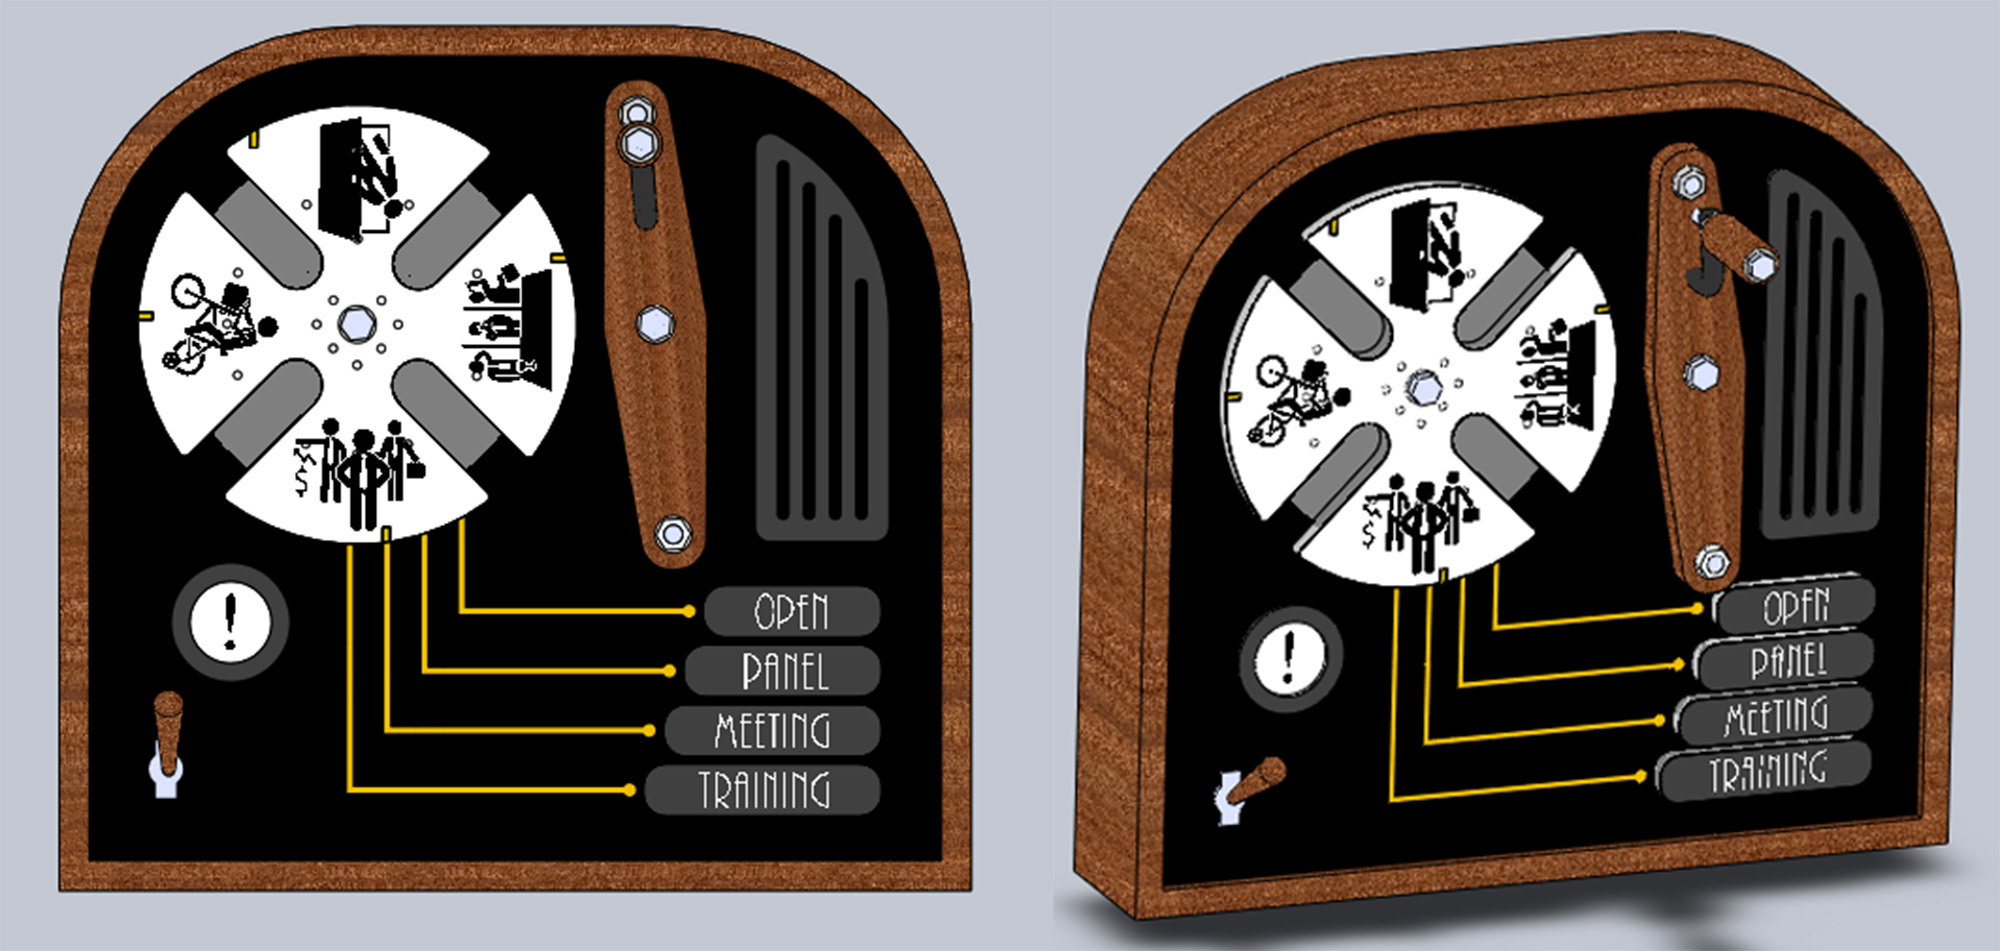 $
!
OPEN
PANEL
MEETING
TRAINING
$
!
OPEN
PANEL
MEETING
TRAINING